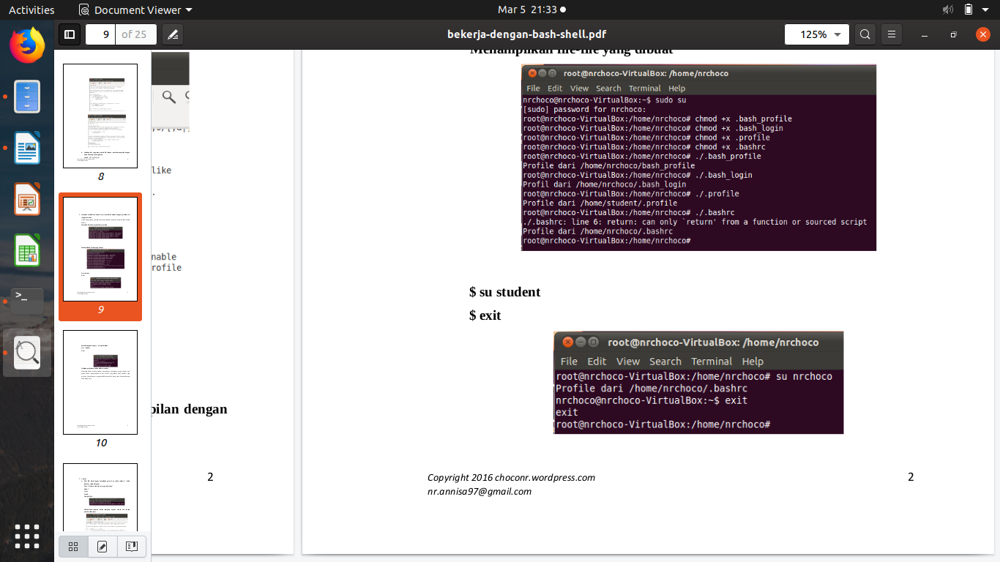 Activities
Document Viewer
Mar 5 21:33
9 of 25
bekerja-dengan-bash-shell.pdf
125%
8
9
10
like
.
nable
rofile
pilan dengan
2
Menampilkan file-file yang dibuat
root@nrchoco-VirtualBox: /home/nrchoco
File Edit View Search Terminal Help
nrchoco@nrchoco-VirtualBox:~$ sudo su
[sudo] password for nrchoco:
root@nrchoco-VirtualBox:/home/nrchoco# chmod +x .bash_profile
root@nrchoco-VirtualBox:/home/nrchoco# chmod +x .bash_login
root@nrchoco-VirtualBox:/home/nrchoco# chmod +x .profile
root@nrchoco-VirtualBox:/home/nrchoco# chmod +x .bashrc
root@nrchoco-VirtualBox:/home/nrchoco# ./.bash_profile
Profile dari /home/nrchoco/bash_profile
root@nrchoco-VirtualBox:/home/nrchoco# ./.bash_login
Profil dari /home/nrchoco/.bash_login
root@nrchoco-VirtualBox:/home/nrchoco# ./.profile
Profile dari /home/student/.profile
root@nrchoco-VirtualBox:/home/nrchoco# ./.bashrc
./.bashrc: line 6: return: can only `return' from a function or sourced script
Profile dari /home/nrchoco/.bashrc
root@nrchoco-VirtualBox:/home/nrchoco#
$ su student
$ exit
root@nrchoco-VirtualBox: /home/nrchoco
File Edit View Search Terminal Help
root@nrchoco-VirtualBox:/home/nrchoco# su nrchoco
Profile dari /home/nrchoco/.bashrc
nrchoco@nrchoco-VirtualBox:~$ exit
exit
root@nrchoco-VirtualBox:/home/nrchoco#
Copyright 2016 choconr.wordpress.com
nr.annisa97@gmail.com
2